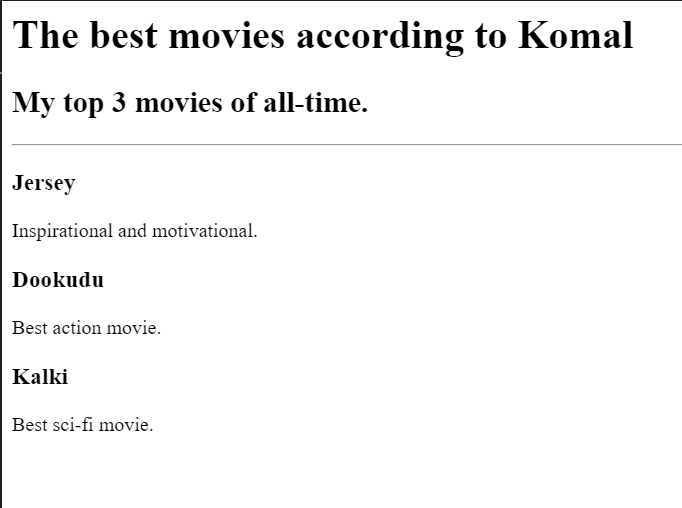 The best movies according to Komal
My top 3 movies of all-time.
Jersey
Inspirational and motivational.
Dookudu
Best action movie.
Kalki
Best sci-fi movie.